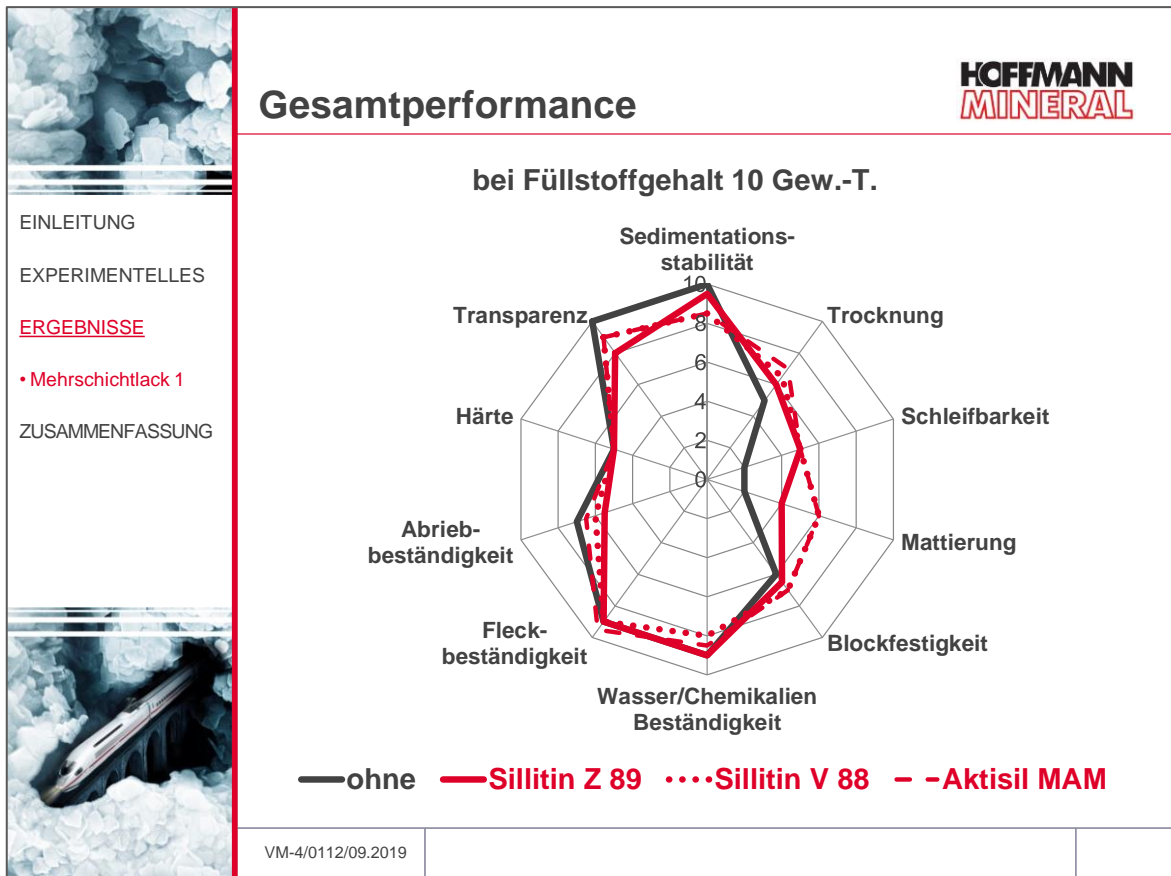 HOFFMANN
MINERAL
Gesamtperformance
EINLEITUNG
EXPERIMENTELLES
ERGEBNISSE
• Mehrschichtlack 1
ZUSAMMENFASSUNG
bei Füllstoffgehalt 10 Gew.-T.
Sedimentations-
stabilität
Trocknung
Schleifbarkeit
Mattierung
Blockfestigkeit
Wasser/Chemikalien
Beständigkeit
Fleck-
beständigkeit
Abrieb-
beständigkeit
Härte
Transparenz
10
8
6
4
2
0
ohne
Sillitin Z 89
Sillitin V 88
Aktisil MAM
VM-4/0112/09.2019